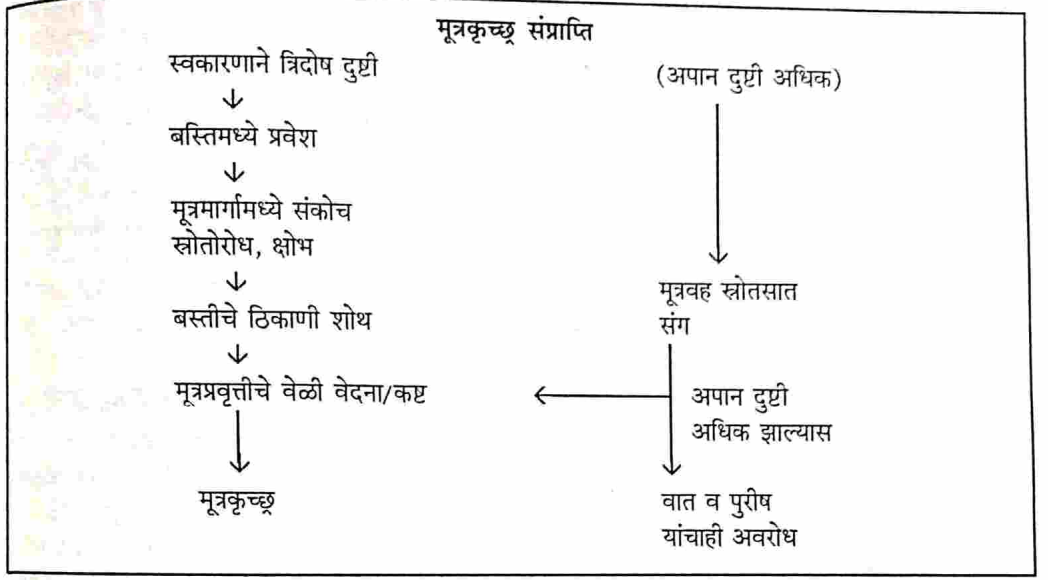 मूत्रकृच्छ्र संप्राप्ति
स्वकारणाने त्रिदोष दुष्टी
(अपान दुष्टी अधिक)
बस्तिमध्ये प्रवेश
मूत्रमार्गामध्ये संकोच
स्रोतोरोध, क्षोभ
मूत्रवह स्रोतसात
संग
बस्तीचे ठिकाणी शोथ
मूत्रप्रवृत्तीचे वेळी वेदना/कष्ट
अपान दुष्टी
अधिक झाल्यास
मूत्रकृच्छ्र
वात व पुरीष
यांचाही अवरोध